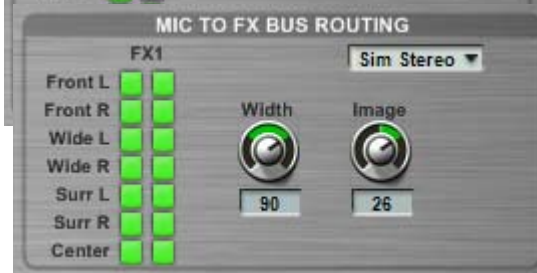 MIC TO FX BUS ROUTING
FX1
Sim Stereo
Front L
Front R
Wide L
Wide R
Surr L
Surr R
Center
Width
90
Image
26